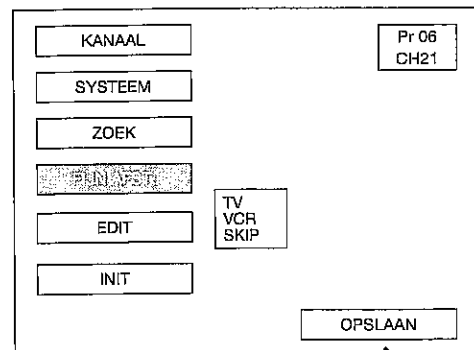 KANAAL
Pr 06
CH21
SYSTEEM
ZOEK
TV
VCR
SKIP
EDIT
INIT
OPSLAAN